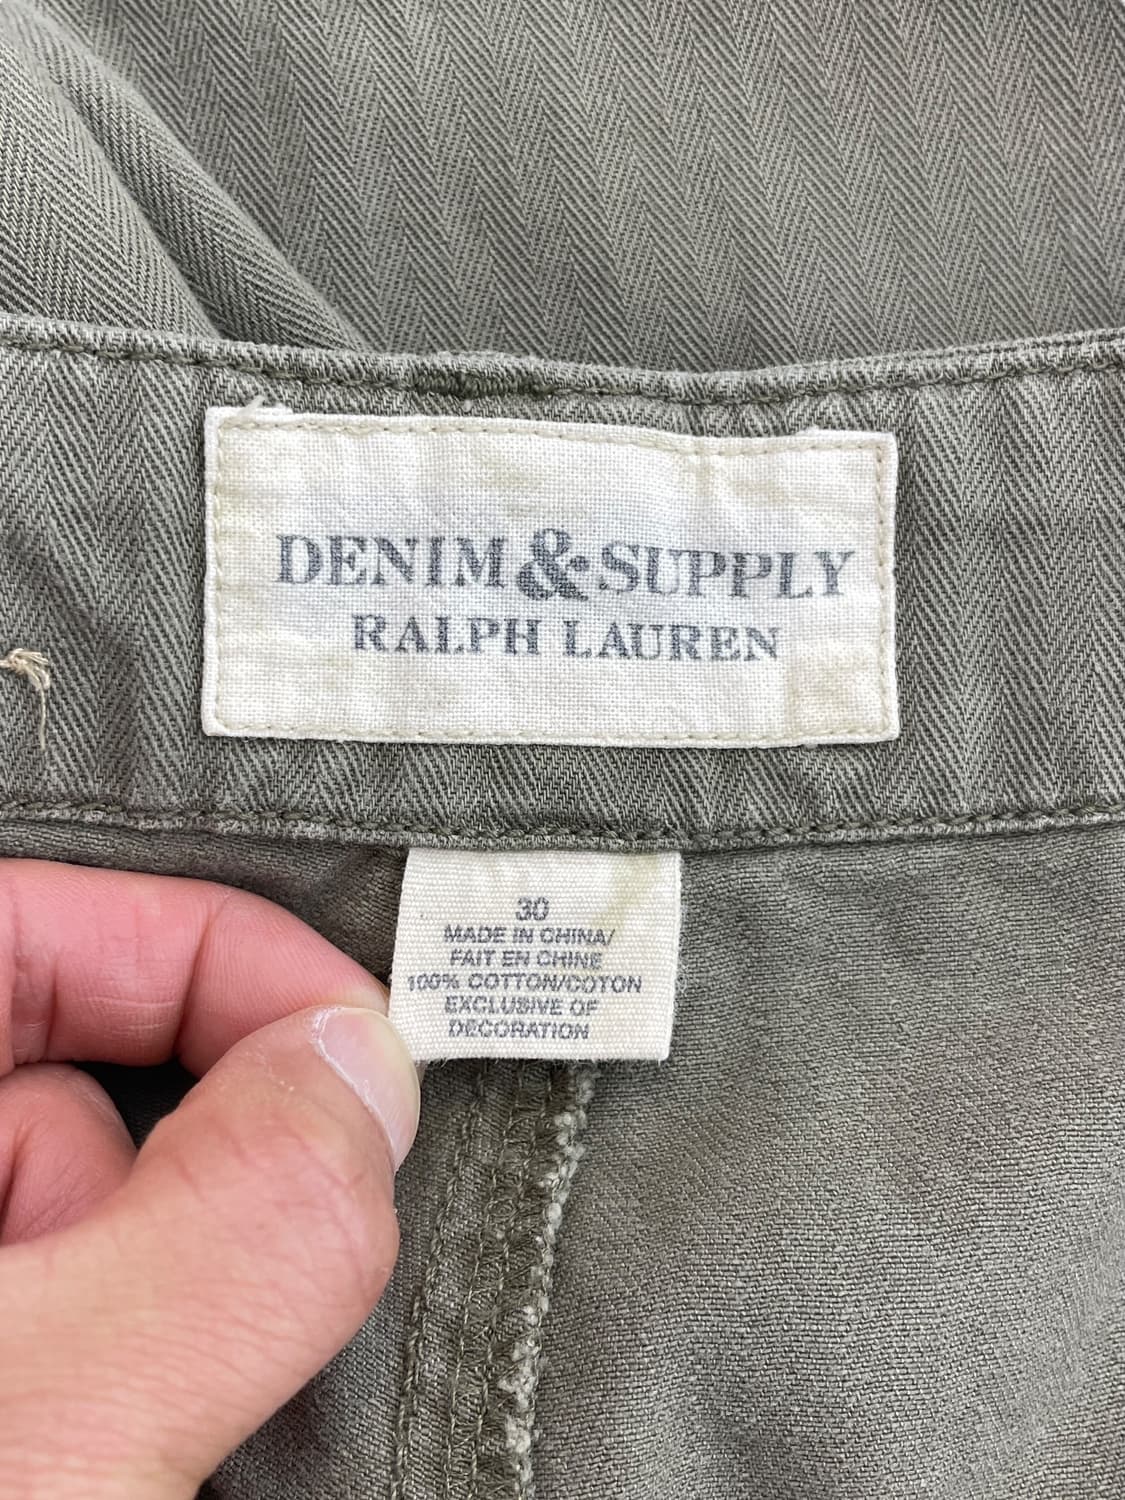 DENIM & SUPPLY
RALPH LAUREN
30
MADE IN CHINA/
FAIT EN CHINE
100% COTTON/COTON
EXCLUSIVE OF
DECORATION